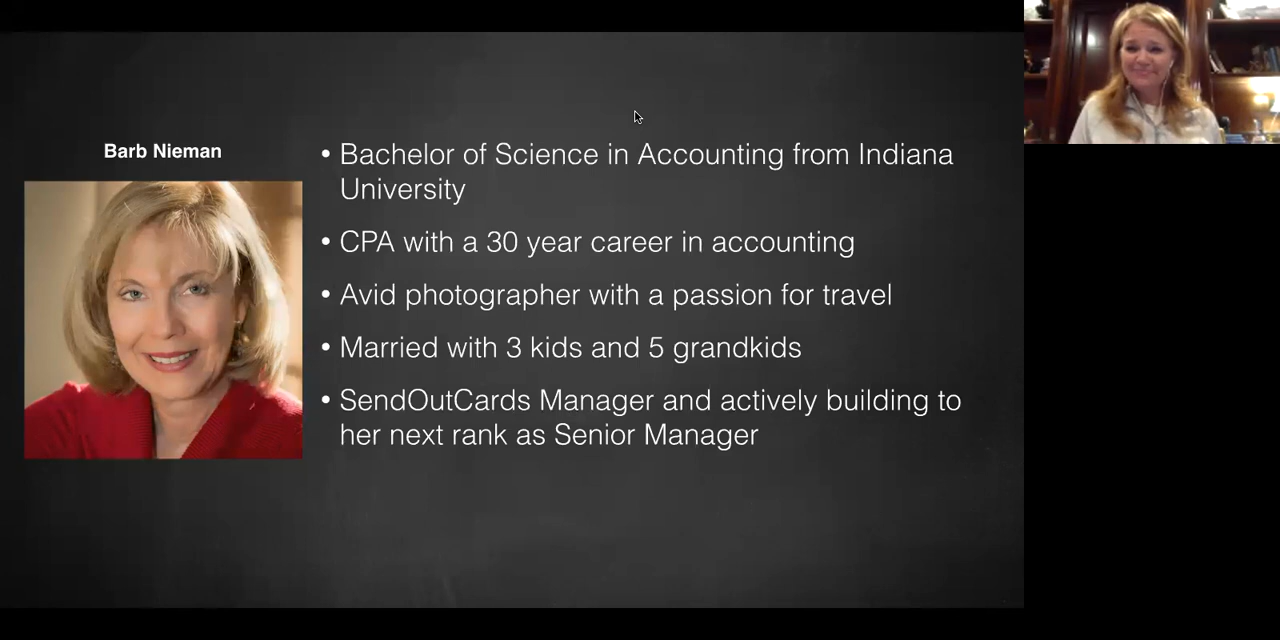 Barb Nieman
• Bachelor of Science in Accounting from Indiana
University
• CPA with a 30 year career in accounting
• Avid photographer with a passion for travel
• Married with 3 kids and 5 grandkids
• SendOutCards Manager and actively building to
her next rank as Senior Manager